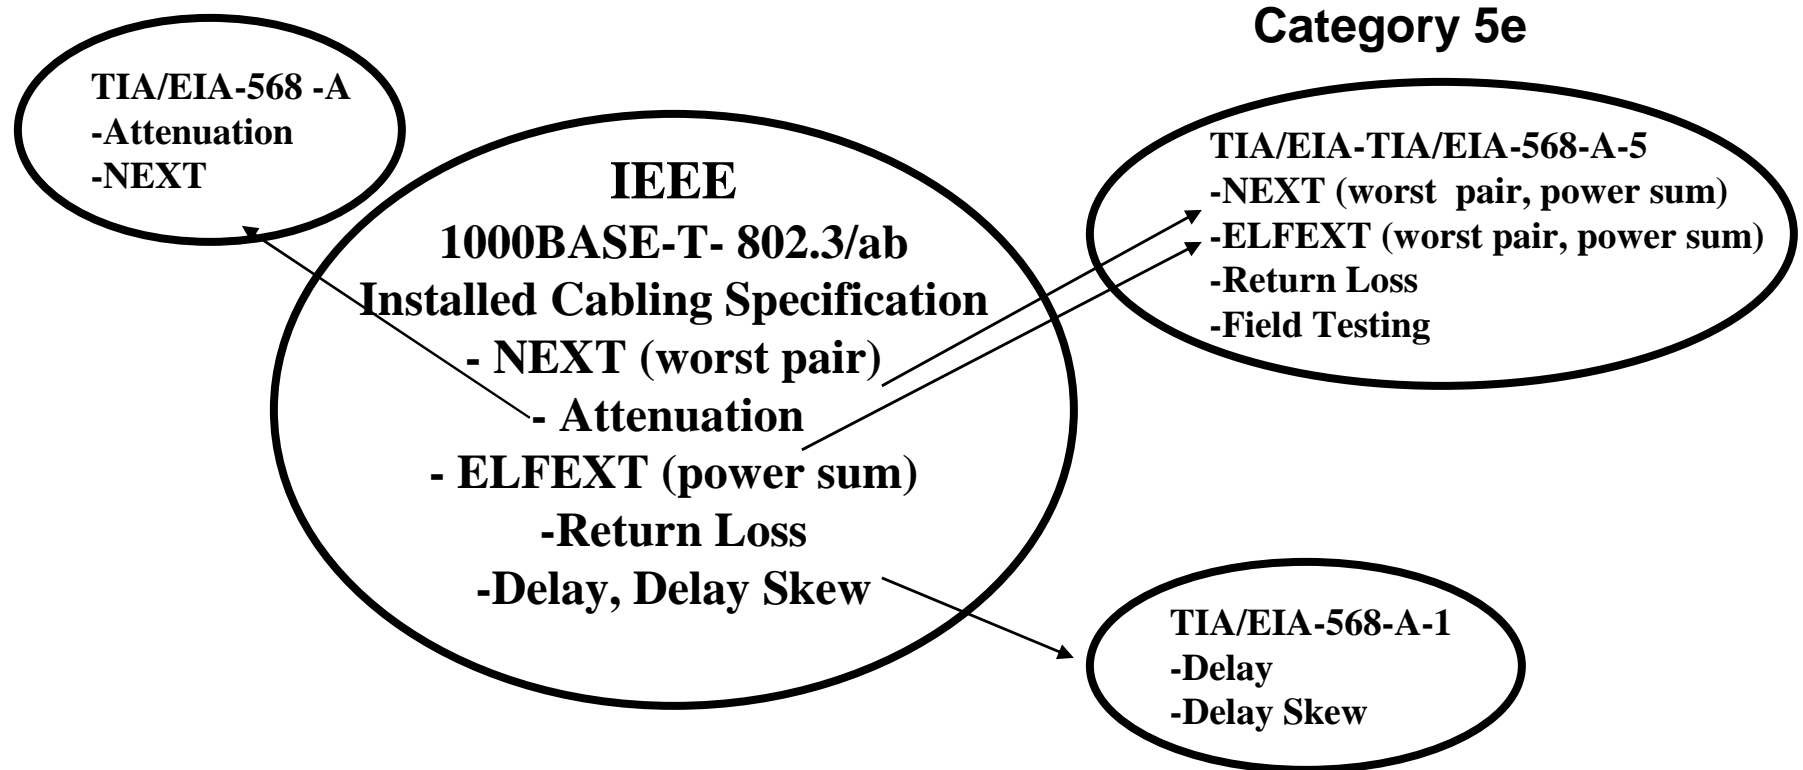 Category 5e
TIA/EIA-568 -A
-Attenuation
-NEXT
IEEE
1000BASE-T- 802.3/ab
Installed Cabling Specification
- NEXT (worst pair)
- Attenuation
- ELFEXT (power sum)
-Return Loss
-Delay, Delay Skew
TIA/EIA-TIA/EIA-568-A-5
-NEXT (worst  pair, power sum)
-ELFEXT (worst pair, power sum)
-Return Loss
-Field Testing
TIA/EIA-568-A-1
-Delay
-Delay Skew